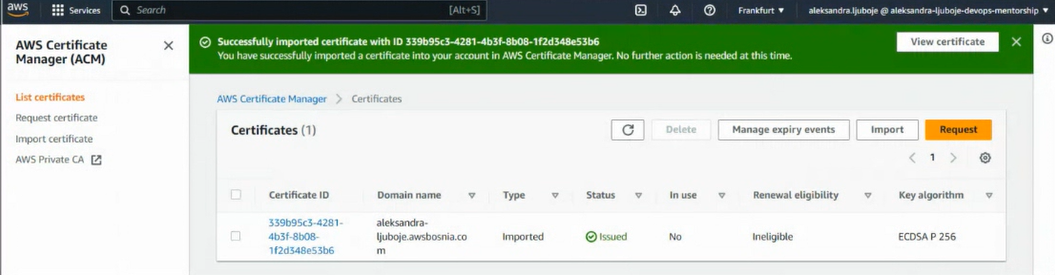 aws
Services
Search
[Alt+S]
Frankfurt ▼
aleksandra.ljuboje @ aleksandra-ljuboje-devops-mentorship ▼
AWS Certificate
Manager (ACM)
List certificates
Request certificate
Import certificate
AWS Private CA
Successfully imported certificate with ID 339b95c3-4281-4b3f-8b08-1f2d348e53b6
You have successfully imported a certificate into your account in AWS Certificate Manager. No further action is needed at this time.
View certificate
AWS Certificate Manager > Certificates
Certificates (1)
Delete
Manage expiry events
Import
Request
< 1 >
Certificate ID
Domain name
Type
Status
In use
Renewal eligibility
Key algorithm
339b95c3-4281-
4b3f-8b08-
1f2d348e53b6
aleksandra-
ljuboje.awsbosnia.co
m
Imported
Issued
No
Ineligible
ECDSA P 256